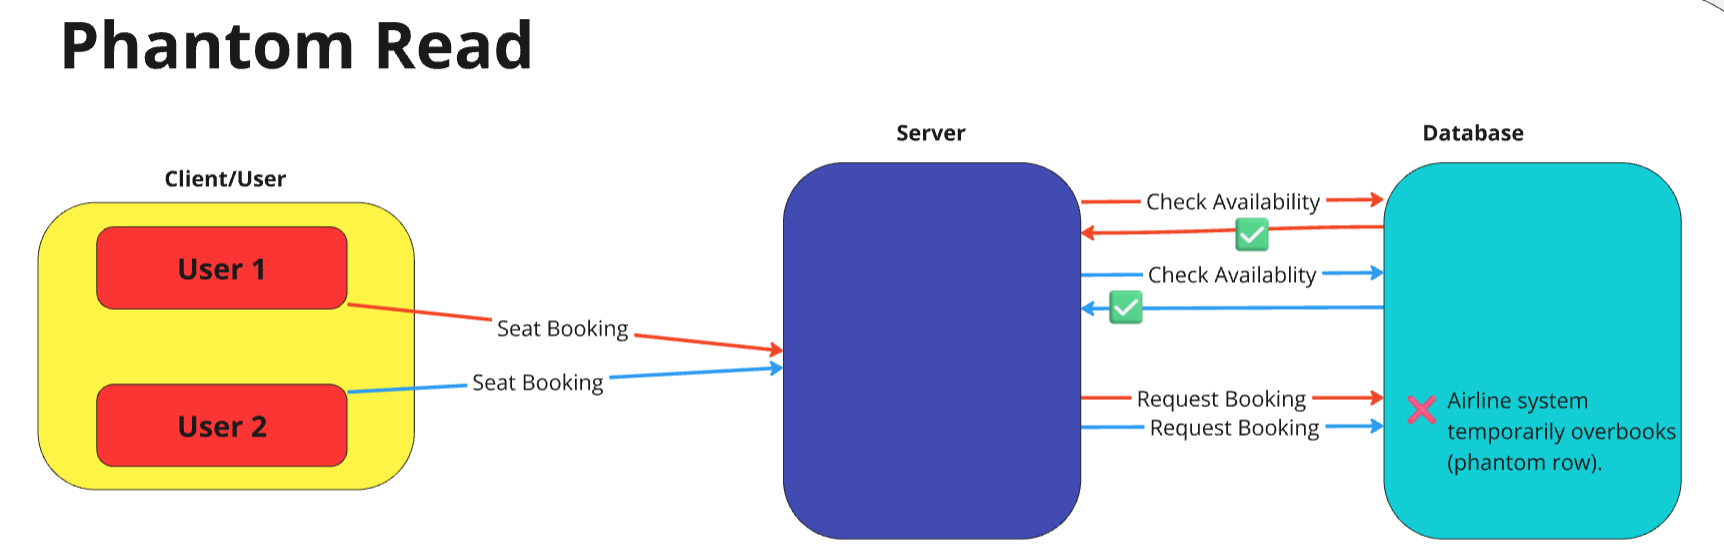 Phantom Read
Server
Database
Client/User
Check Availability
User 1
Check Availablity
Seat Booking
Seat Booking
Request Booking
Airline system
User 2
Request Booking
temporarily overbooks
(phantom row).